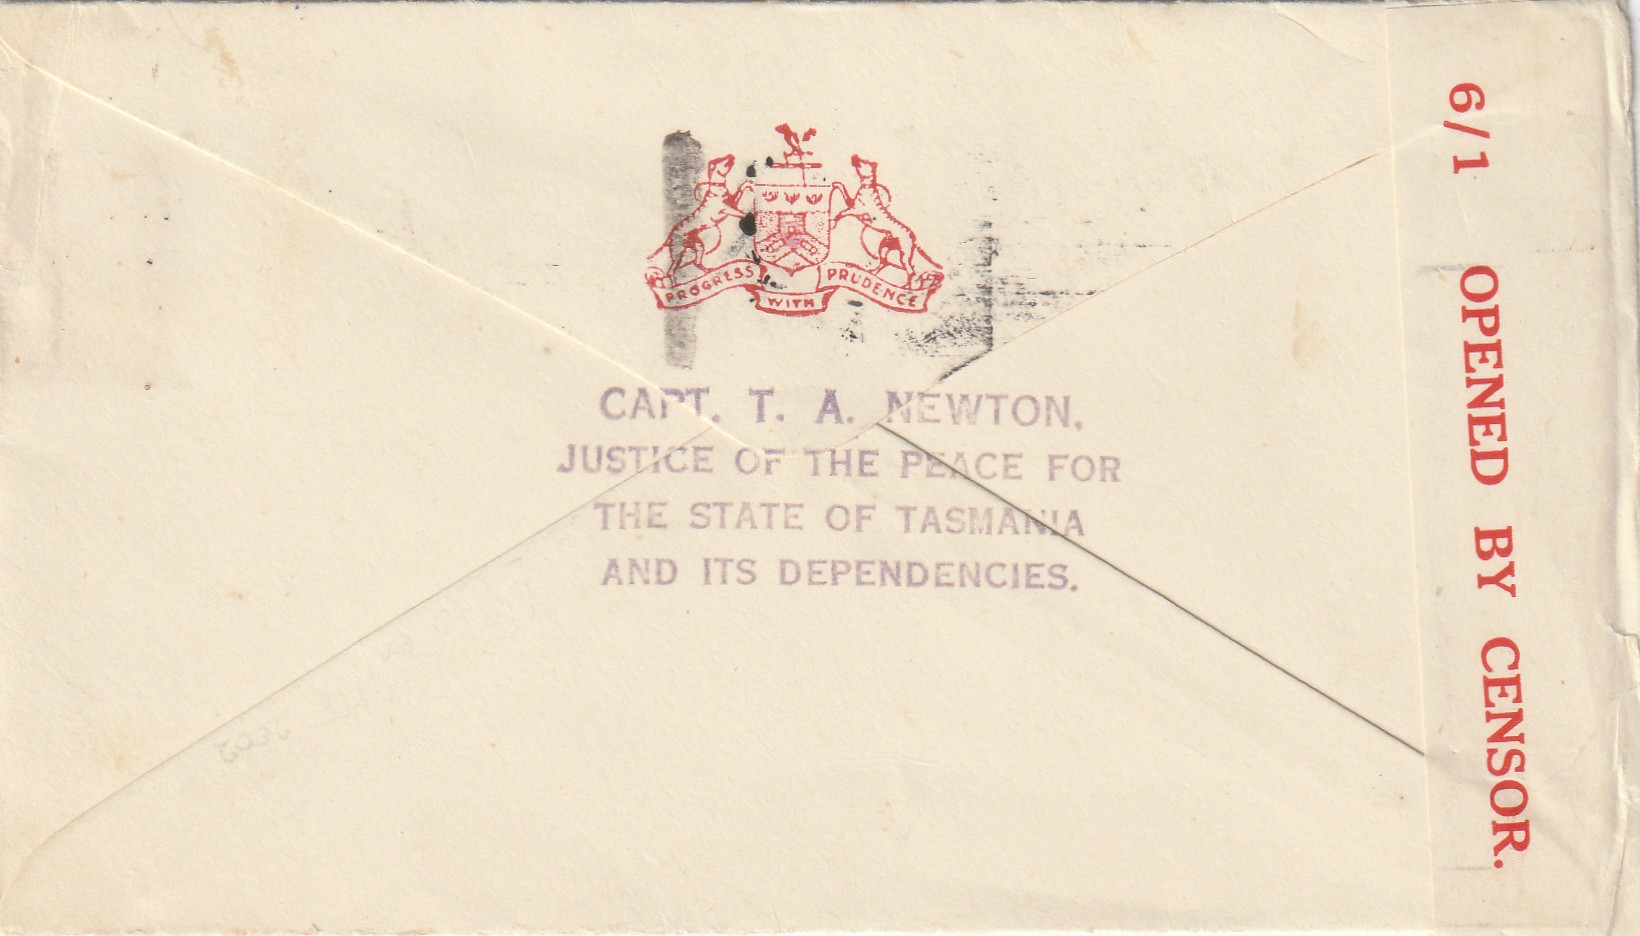 PROGRESS WITH PRUDENCE
CAPT. T. A. NEWTON,
JUSTICE OF THE PEACE FOR
THE STATE OF TASMANIA
AND ITS DEPENDENCIES.
6/1 OPENED BY CENSOR.